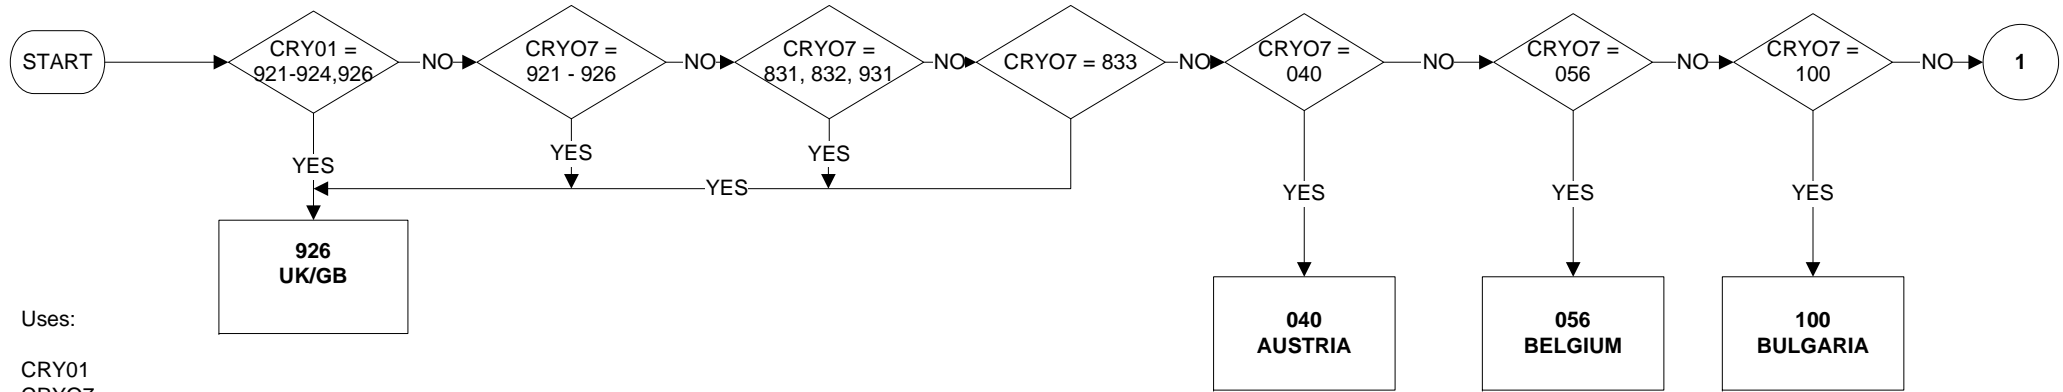 START
CRY01 =
921-924,926
NO
CRYO7 =
921 - 926
NO
CRYO7 =
831, 832, 931
NO
CRYO7 = 833
NO
CRYO7 =
040
NO
CRYO7 =
056
NO
CRYO7 =
100
NO
1
YES
YES
YES
YES
YES
YES
YES
926
UK/GB
040
AUSTRIA
056
BELGIUM
100
BULGARIA
Uses:
CRY01
CRYO7